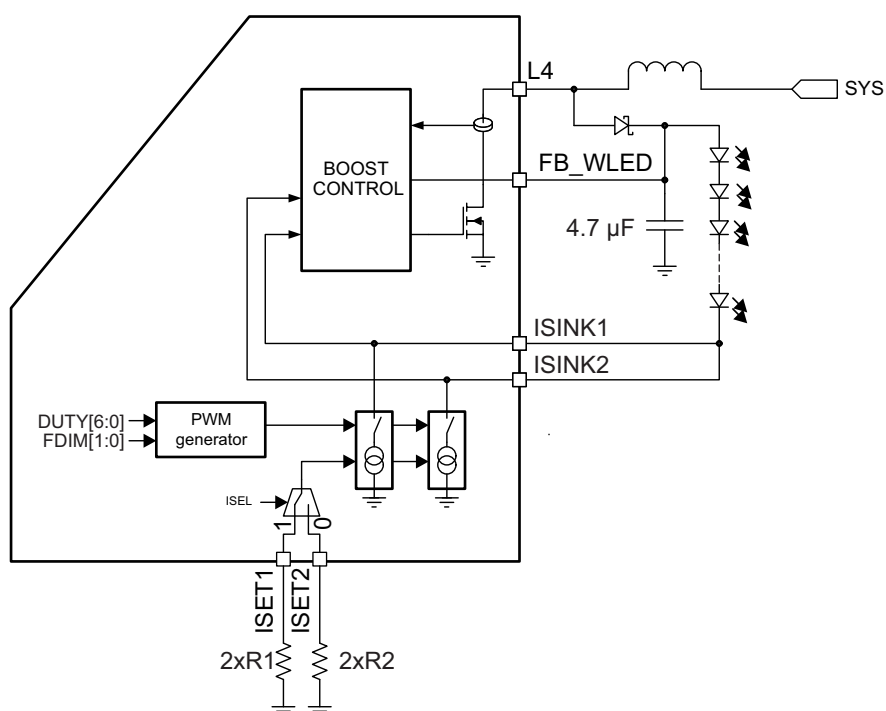 L4
SYS
BOOST
CONTROL
FB_WLED
4.7 µF
ISINK1
ISINK2
DUTY[6:0]
FDIM[1:0]
PWM
generator
ISEL
1
0
ISET1
ISET2
2xR1
2xR2